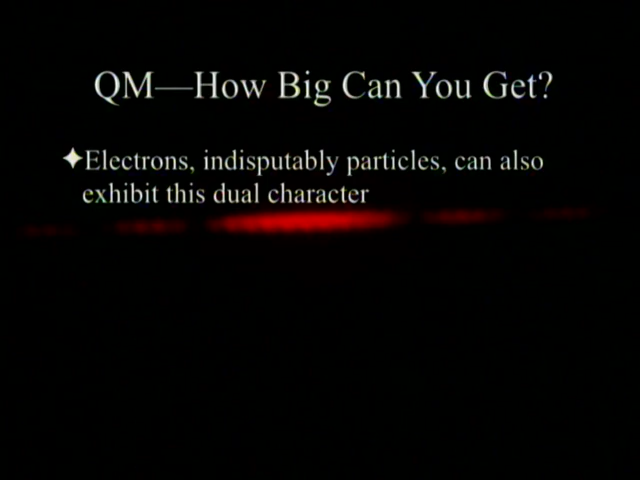 QM—How Big Can You Get?
✦Electrons, indisputably particles, can also
exhibit this dual character